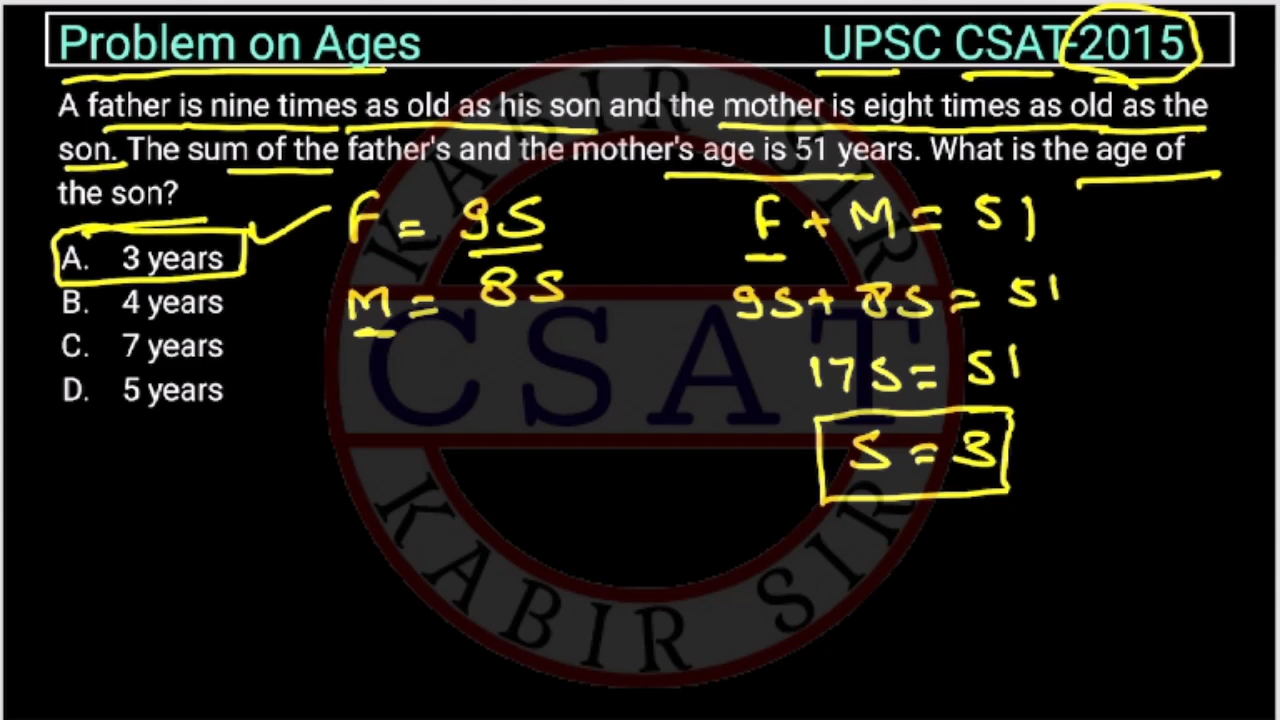 Problem on Ages
UPSC CSAT-2015
A father is nine times as old as his son and the mother is eight times as old as the
son. The sum of the father's and the mother's age is 51 years. What is the age of
the son?
A. 3 years
B. 4 years
C. 7 years
D. 5 years
F = 9S
M = 8S
F + M = 51
9S + 8S = 51
17S = 51
S = 3
KABIR SIR
CSAT
KABIR SIR